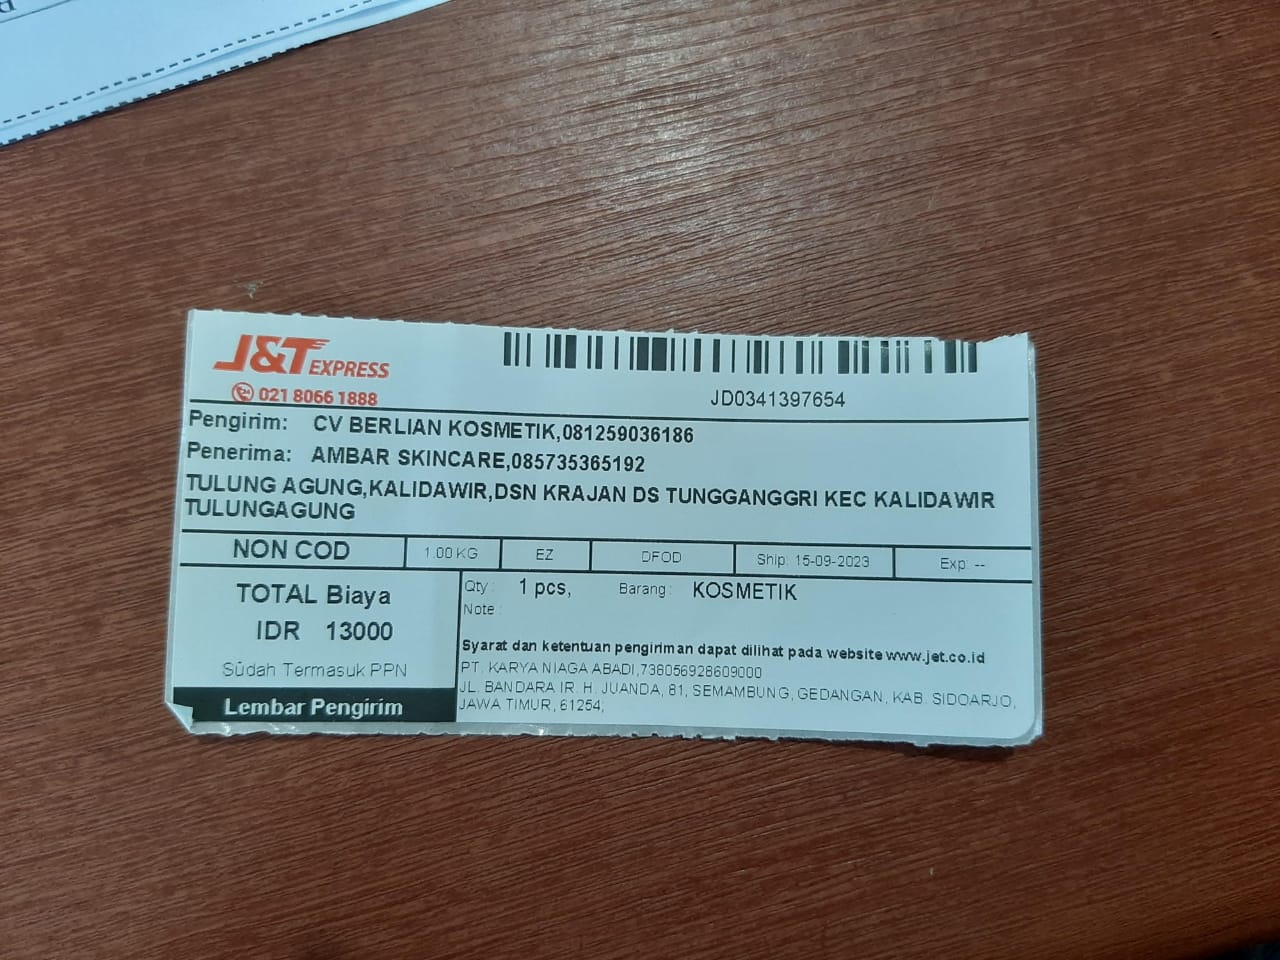 J&T EXPRESS
021 8066 1888
JD0341397654
Pengirim: CV BERLIAN KOSMETIK,081259036186
Penerima: AMBAR SKINCARE,085735365192
TULUNG AGUNG,KALIDAWIR,DSN KRAJAN DS TUNGGANGGRI KEC KALIDAWIR
TULUNGAGUNG
NON COD 1.00 KG EZ DFOD Ship: 15-09-2023 Exp: --
TOTAL Biaya
IDR 13000
Sudah Termasuk PPN
Lembar Pengirim
Qty : 1 pcs, Barang : KOSMETIK
Note :
Syarat dan ketentuan pengiriman dapat dilihat pada website www.jet.co.id
PT. KARYA NIAGA ABADI,736056928609000
JL. BANDARA IR. H. JUANDA, 81, SEMAMBUNG, GEDANGAN, KAB. SIDOARJO,
JAWA TIMUR, 61254;